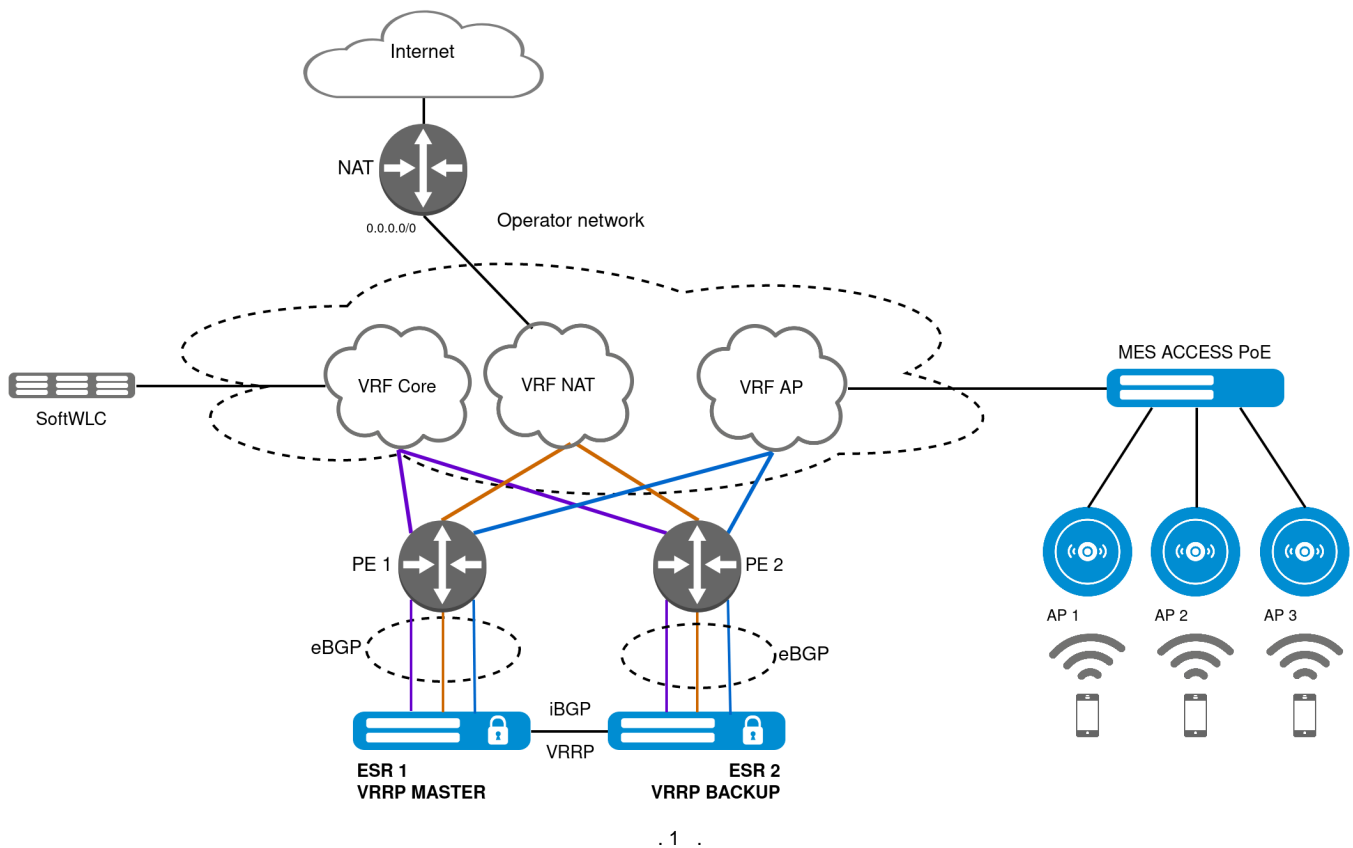 Internet
NAT
0.0.0.0/0
Operator network
VRF Core
VRF NAT
VRF AP
MES ACCESS PoE
SoftWLC
PE 1
PE 2
AP 1
AP 2
AP 3
eBGP
eBGP
iBGP
VRRP
ESR 1
VRRP MASTER
ESR 2
VRRP BACKUP
. 1 .